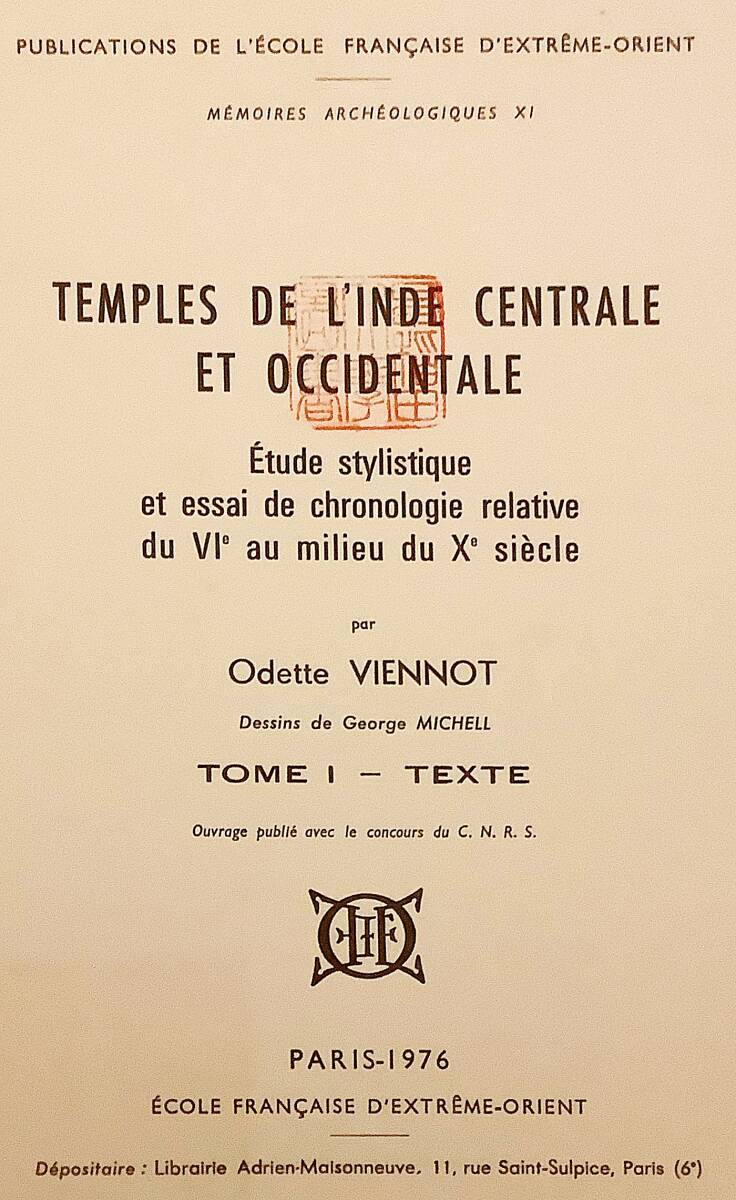 PUBLICATIONS DE L'ÉCOLE FRANÇAISE D'EXTRÊME-ORIENT
MÉMOIRES ARCHÉOLOGIQUES XI
TEMPLES DE L'INDE CENTRALE
ET OCCIDENTALE
Étude stylistique
et essai de chronologie relative
du VIe au milieu du Xe siècle
par
Odette VIENNOT
Dessins de George MICHELL
TOME I – TEXTE
Ouvrage publié avec le concours du C. N. R. S.
PARIS-1976
ÉCOLE FRANÇAISE D'EXTRÊME-ORIENT
Dépositaire : Librairie Adrien-Maisonneuve, 11, rue Saint-Sulpice, Paris (6e)